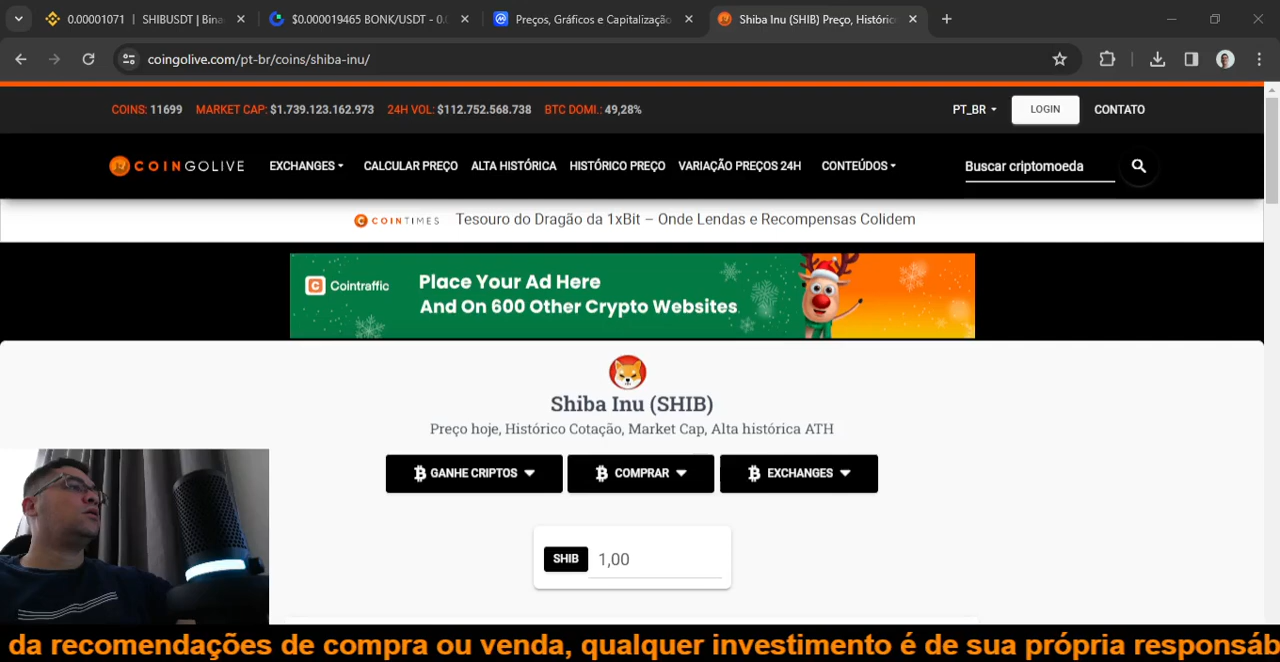 0.00001071 | SHIBUSDT | Bina
$0.000019465 BONK/USDT - 0.0
Preços, Gráficos e Capitalização
Shiba Inu (SHIB) Preço, Históric
coingolive.com/pt-br/coins/shiba-inu/
COINS: 11699 MARKET CAP: $1.739.123.162.973 24H VOL: $112.752.568.738 BTC DOMI.: 49,28%
PT_BR LOGIN CONTATO
COINGOLIVE EXCHANGES CALCULAR PREÇO ALTA HISTÓRICA HISTÓRICO PREÇO VARIAÇÃO PREÇOS 24H CONTEÚDOS Buscar criptomoeda
COINTIMES Tesouro do Dragão da 1xBit – Onde Lendas e Recompensas Colidem
Cointraffic
Place Your Ad Here
And On 600 Other Crypto Websites.
Shiba Inu (SHIB)
Preço hoje, Histórico Cotação, Market Cap, Alta histórica ATH
GANHE CRIPTOS COMPRAR EXCHANGES
SHIB 1,00
da recomendações de compra ou venda, qualquer investimento é de sua própria responsáb